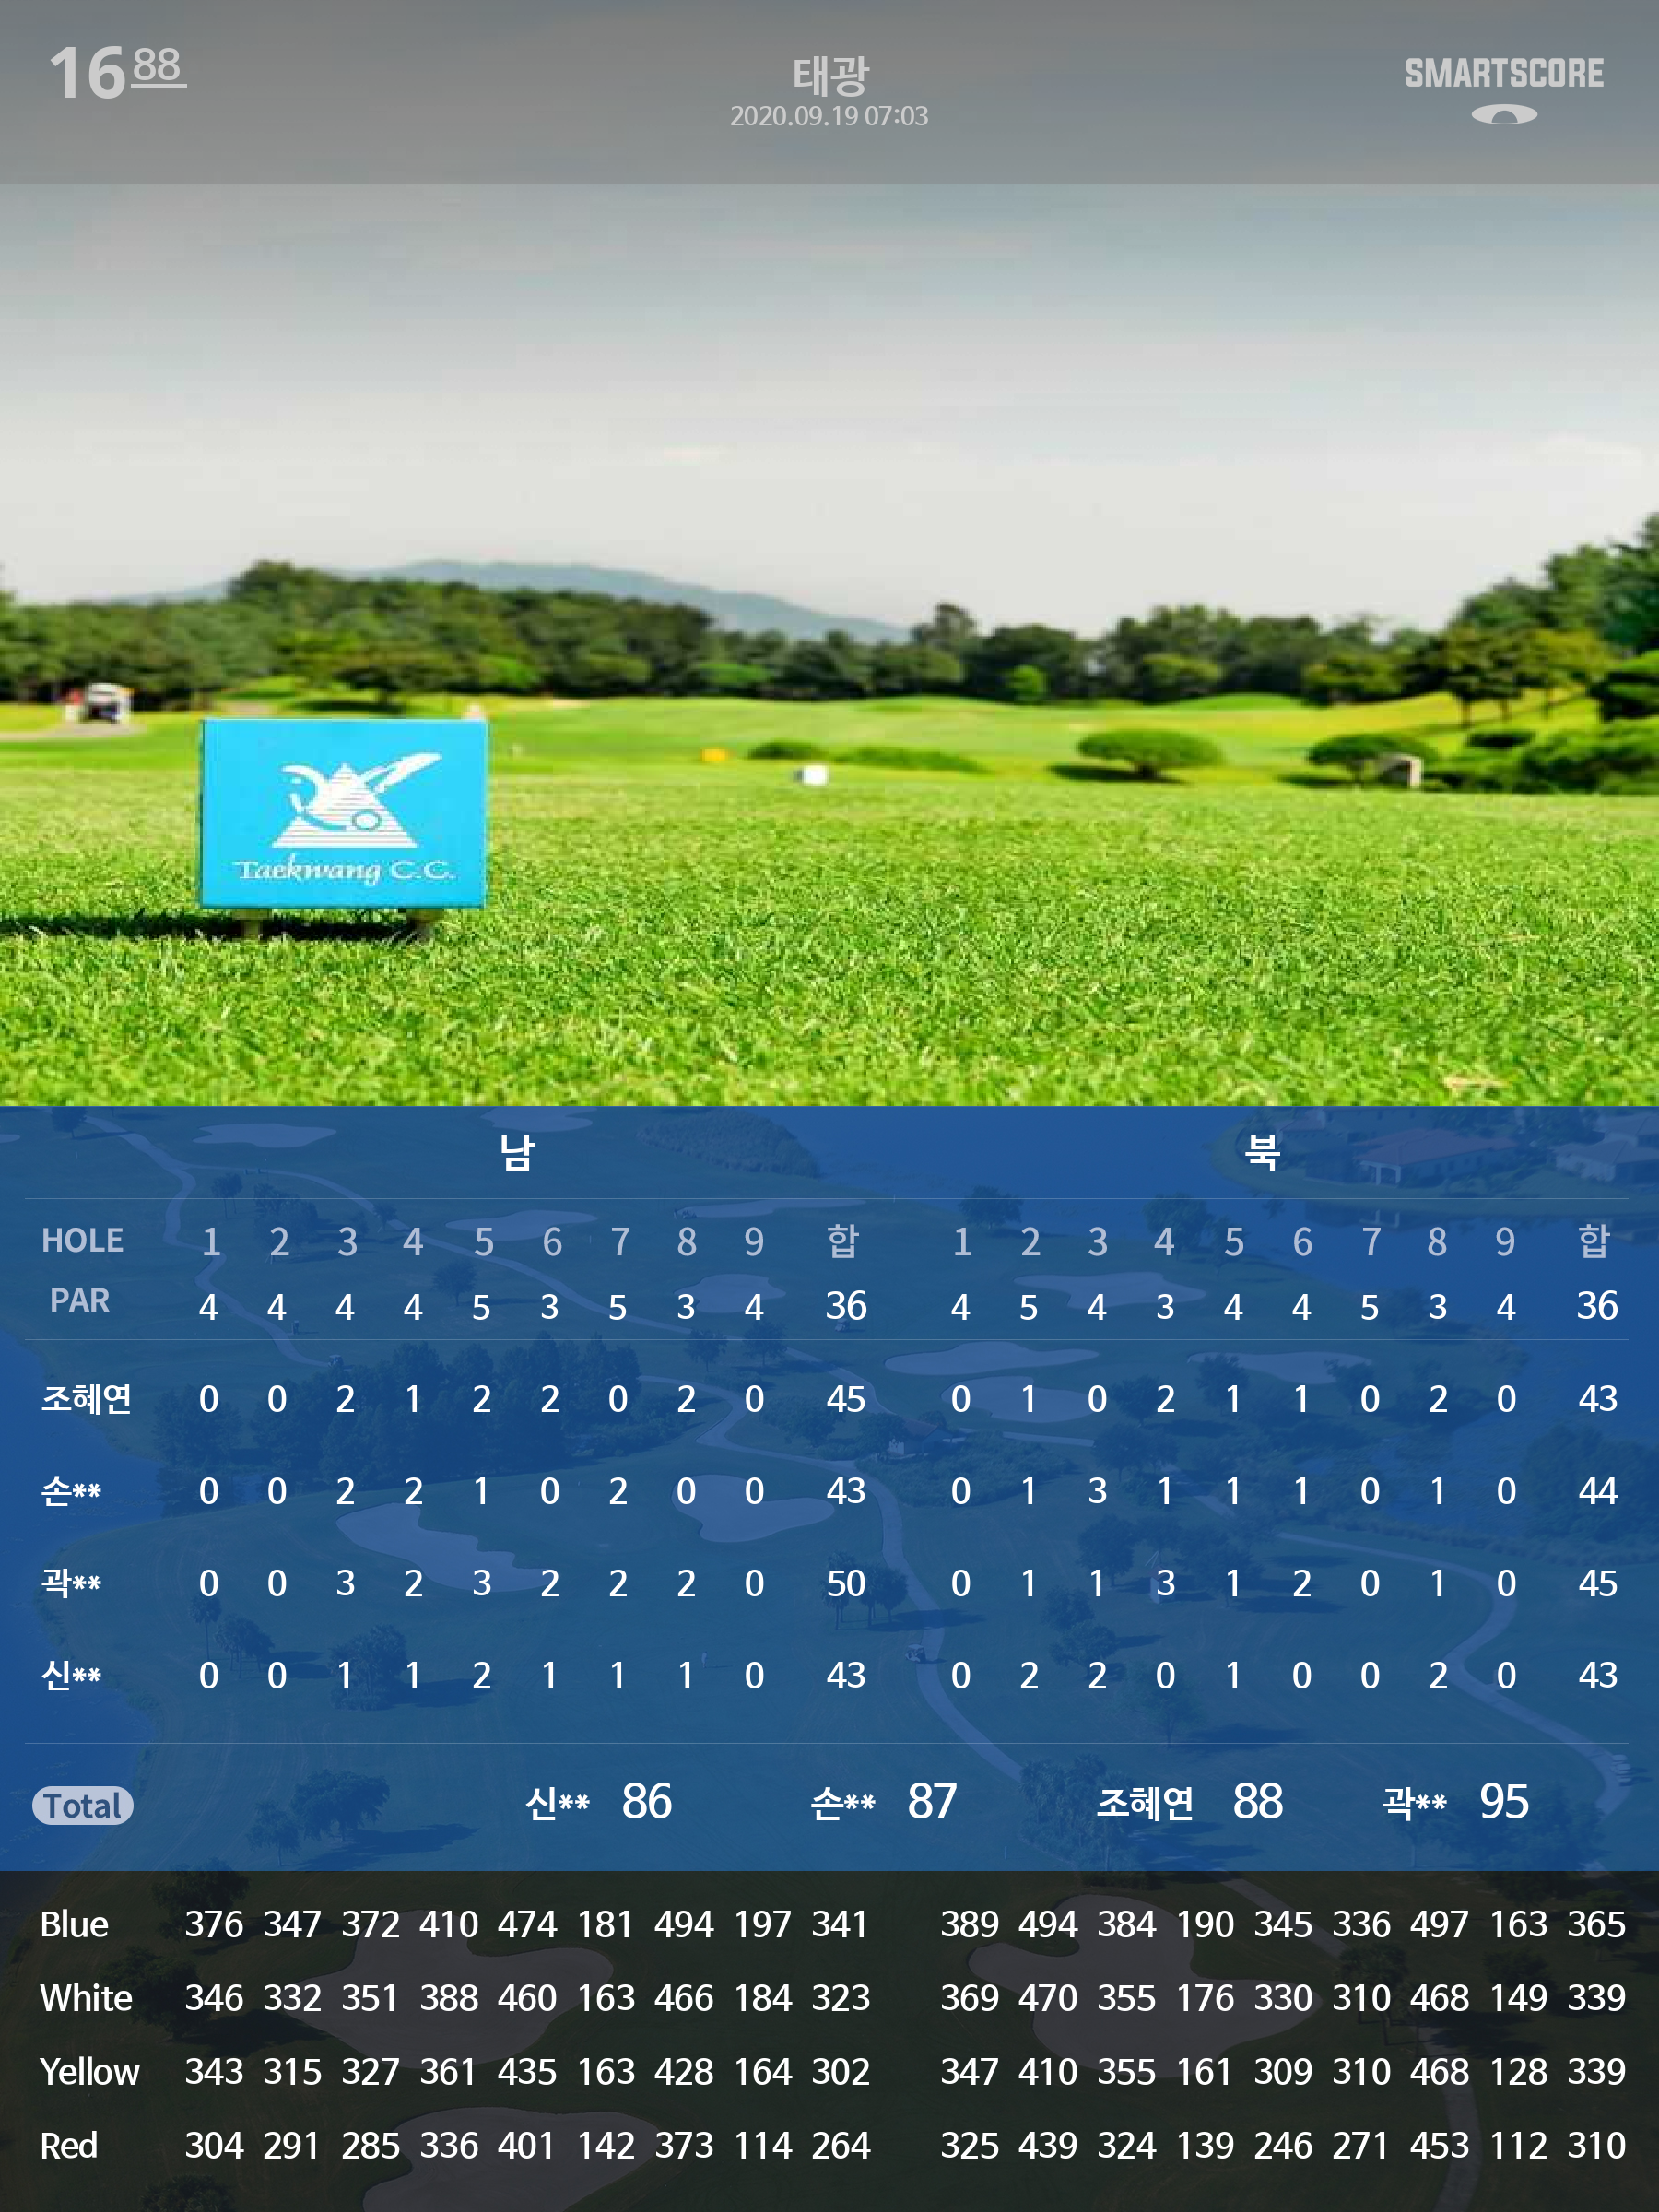 16 88
태광
2020.09.19 07:03
SMARTSCORE
Taekwang C.C.
남 북
HOLE 1 2 3 4 5 6 7 8 9 합 1 2 3 4 5 6 7 8 9 합
PAR 4 4 4 4 5 3 5 3 4 36 4 5 4 3 4 4 5 3 4 36
조혜연 0 0 2 1 2 2 0 2 0 45 0 1 0 2 1 1 0 2 0 43
손** 0 0 2 2 1 0 2 0 0 43 0 1 3 1 1 1 0 1 0 44
곽** 0 0 3 2 3 2 2 2 0 50 0 1 1 3 1 2 0 1 0 45
신** 0 0 1 1 2 1 1 1 0 43 0 2 2 0 1 0 0 2 0 43
Total 신** 86 손** 87 조혜연 88 곽** 95
Blue 376 347 372 410 474 181 494 197 341 389 494 384 190 345 336 497 163 365
White 346 332 351 388 460 163 466 184 323 369 470 355 176 330 310 468 149 339
Yellow 343 315 327 361 435 163 428 164 302 347 410 355 161 309 310 468 128 339
Red 304 291 285 336 401 142 373 114 264 325 439 324 139 246 271 453 112 310